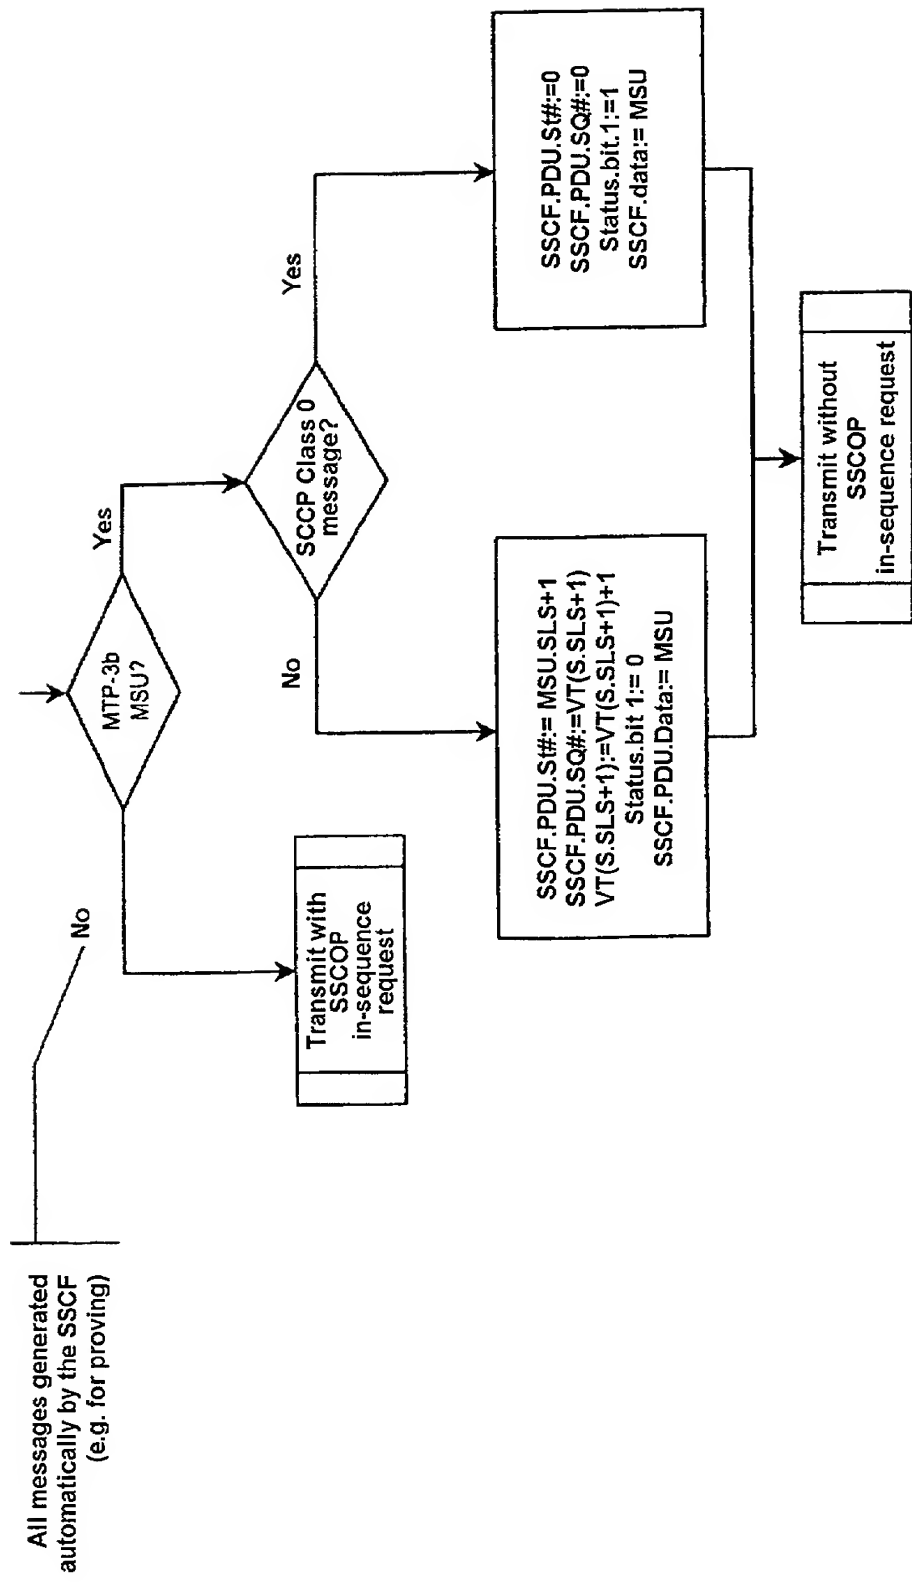 All messages generated
automatically by the SSCF
(e.g. for proving)
No
MTP-3b
MSU?
Yes
Transmit with
SSCOP
in-sequence
request
SCCP Class 0
message?
No
Yes
SSCF.PDU.St#:= MSU.SLS+1
SSCF.PDU.SQ#:=VT(S.SLS+1)
VT(S.SLS+1):=VT(S.SLS+1)+1
Status.bit 1:= 0
SSCF.PDU.Data:= MSU
SSCF.PDU.St#:=0
SSCF.PDU.SQ#:=0
Status.bit.1:=1
SSCF.data:= MSU
Transmit without
SSCOP
in-sequence request